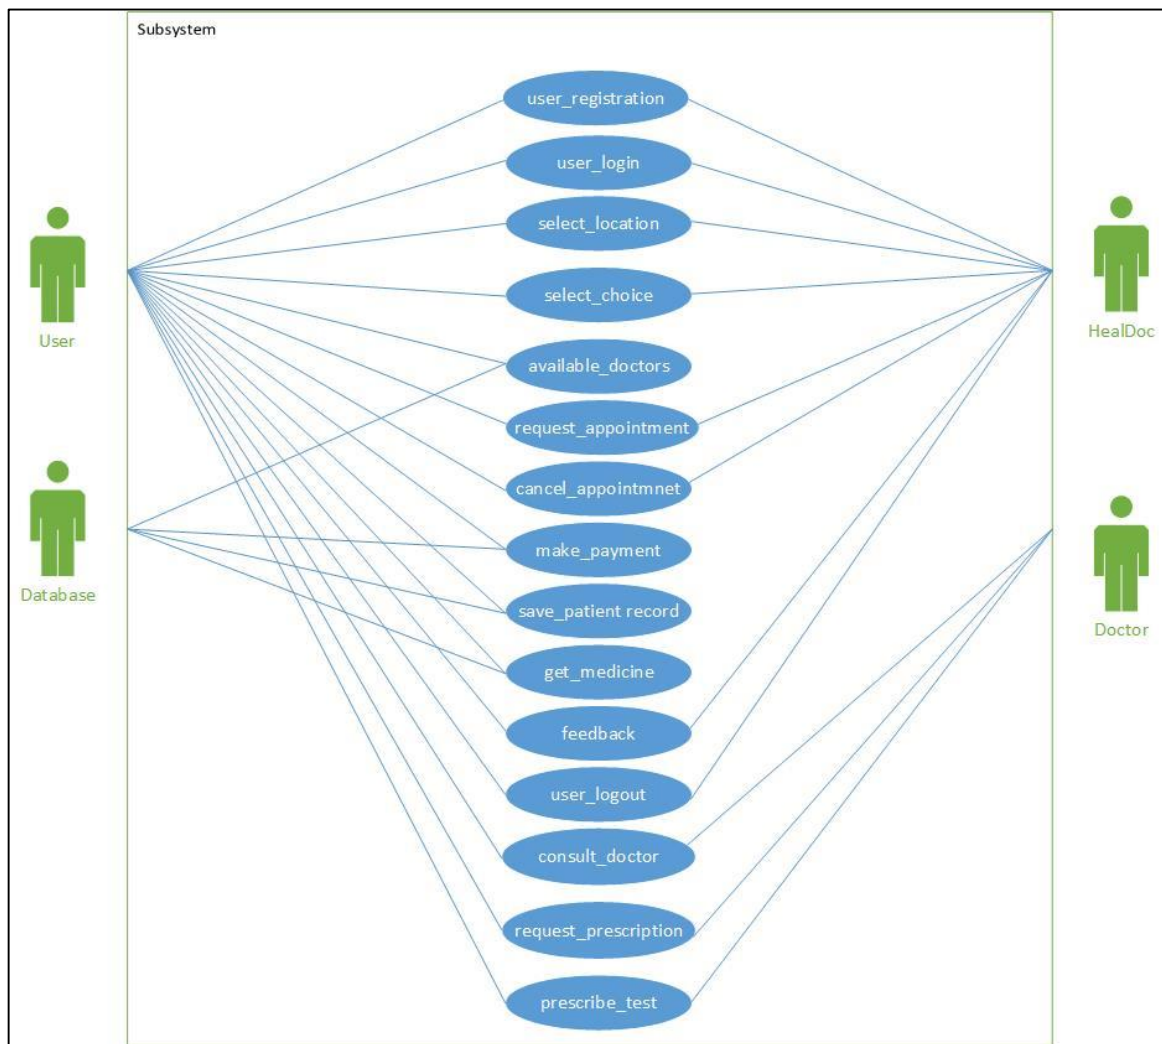 Subsystem
user_registration
user_login
select_location
select_choice
available_doctors
request_appointment
cancel_appointmnet
make_payment
save_patient record
get_medicine
feedback
user_logout
consult_doctor
request_prescription
prescribe_test
User
Database
HealDoc
Doctor